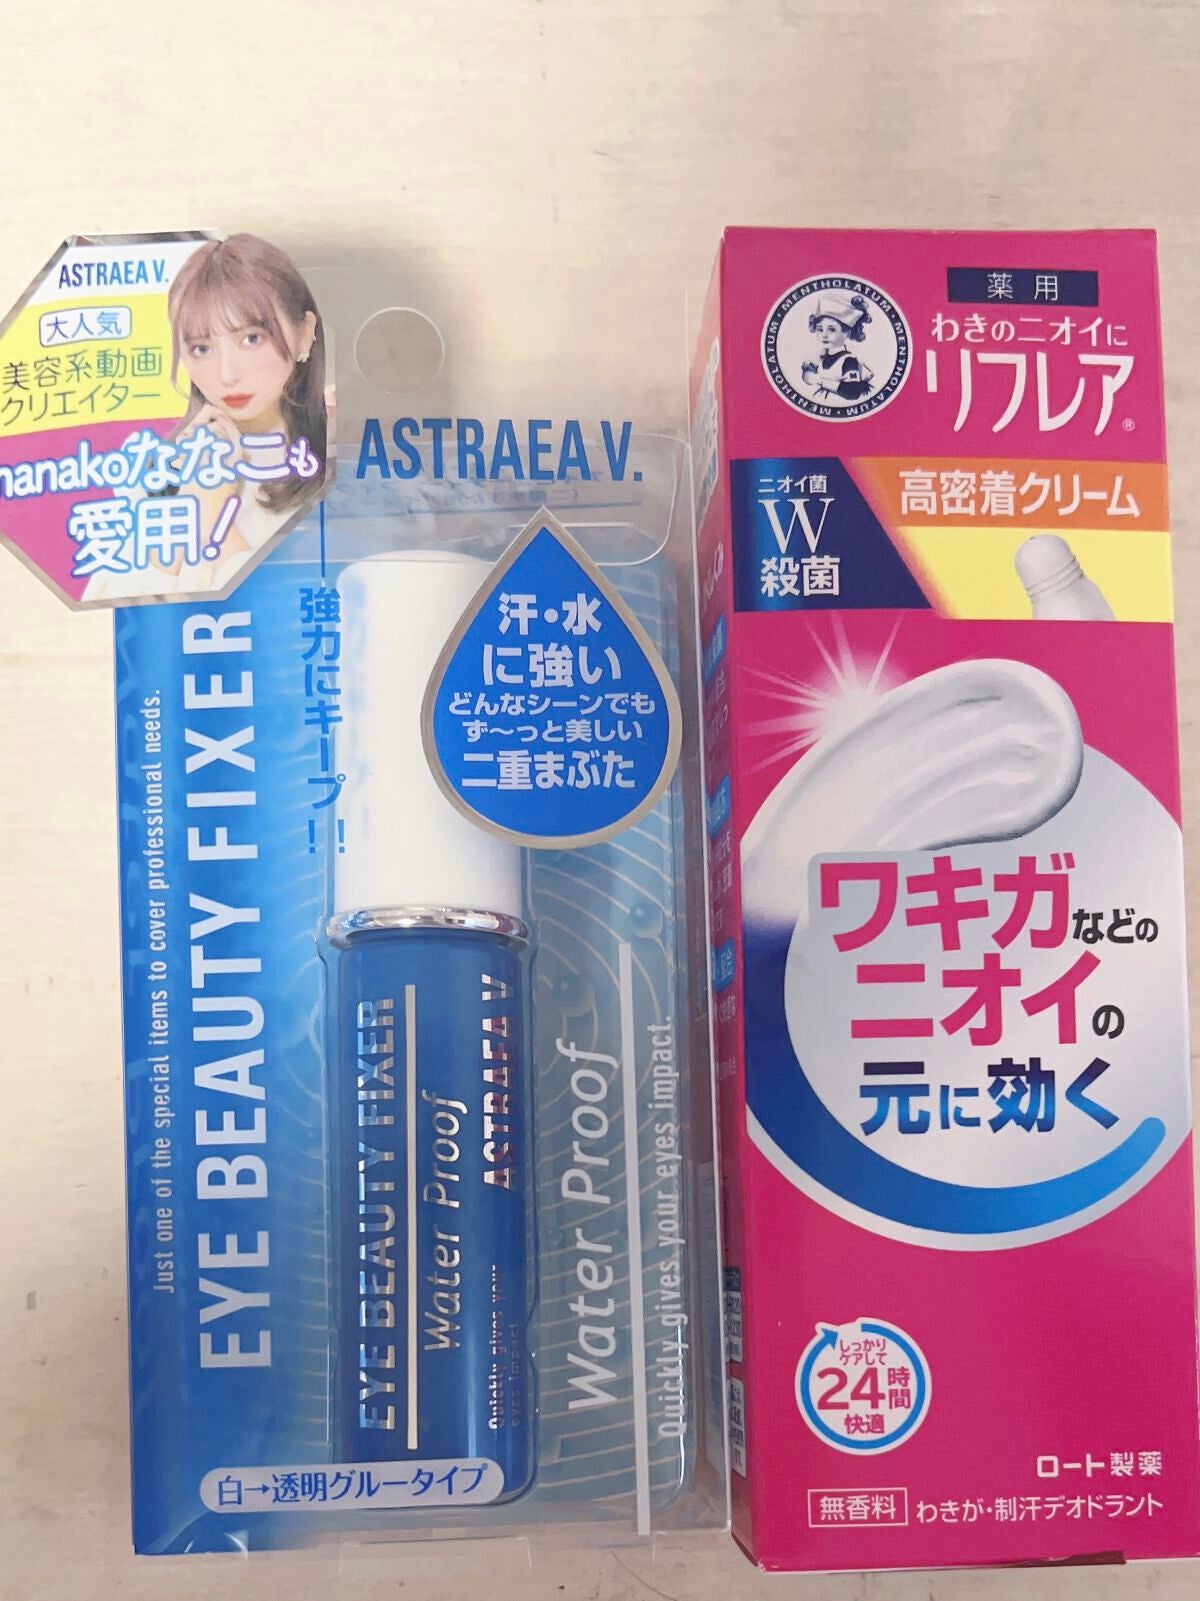 ASTRAEA V.
大人気
美容系動画
クリエイター
nanakoななこも
愛用!
ASTRAEA V.
EYE BEAUTY FIXER
Just one of the special items to cover professional needs.
強力にキープ!!
汗・水
に強い
どんなシーンでも
ず〜っと美しい
二重まぶた
EYE BEAUTY FIXER
Water Proof
ASTRAEA V
Quickly gives your
eyes impact.
Water Proof
Quickly gives your eyes impact.
白→透明グルータイプ
MENTHOLATUM・MENTHOLATUM・MENTHOLATUM
薬用
わきのニオイに
リフレア®
ニオイ菌
W
殺菌
高密着クリーム
ワキガなどの
ニオイの
元に効く
しっかり
ケアして
24時間
快適
ロート製薬
無香料 わきが・制汗デオドラント